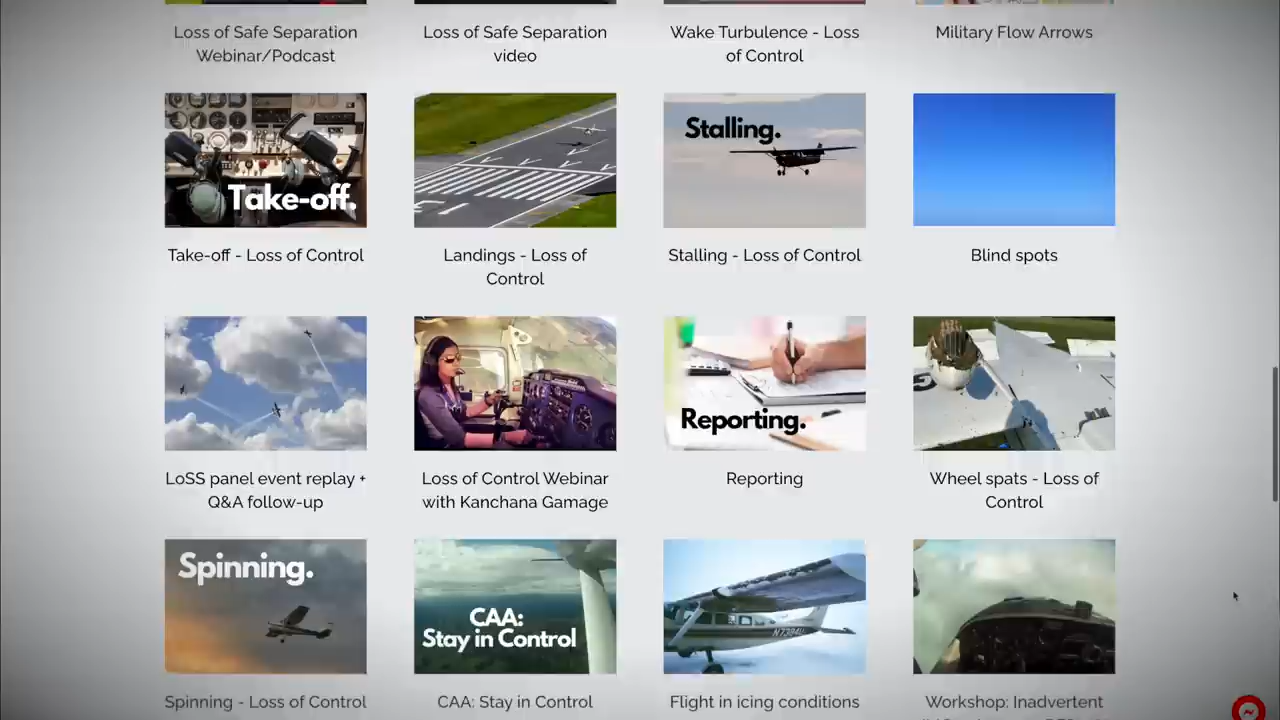 Loss of Safe Separation
Webinar/Podcast
Loss of Safe Separation
video
Wake Turbulence - Loss
of Control
Military Flow Arrows
Take-off.
Stalling.
Take-off - Loss of Control
Landings - Loss of
Control
Stalling - Loss of Control
Blind spots
Reporting.
LoSS panel event replay +
Q&A follow-up
Loss of Control Webinar
with Kanchana Gamage
Reporting
Wheel spats - Loss of
Control
Spinning.
CAA:
Stay in Control
Spinning - Loss of Control
CAA: Stay in Control
Flight in icing conditions
Workshop: Inadvertent